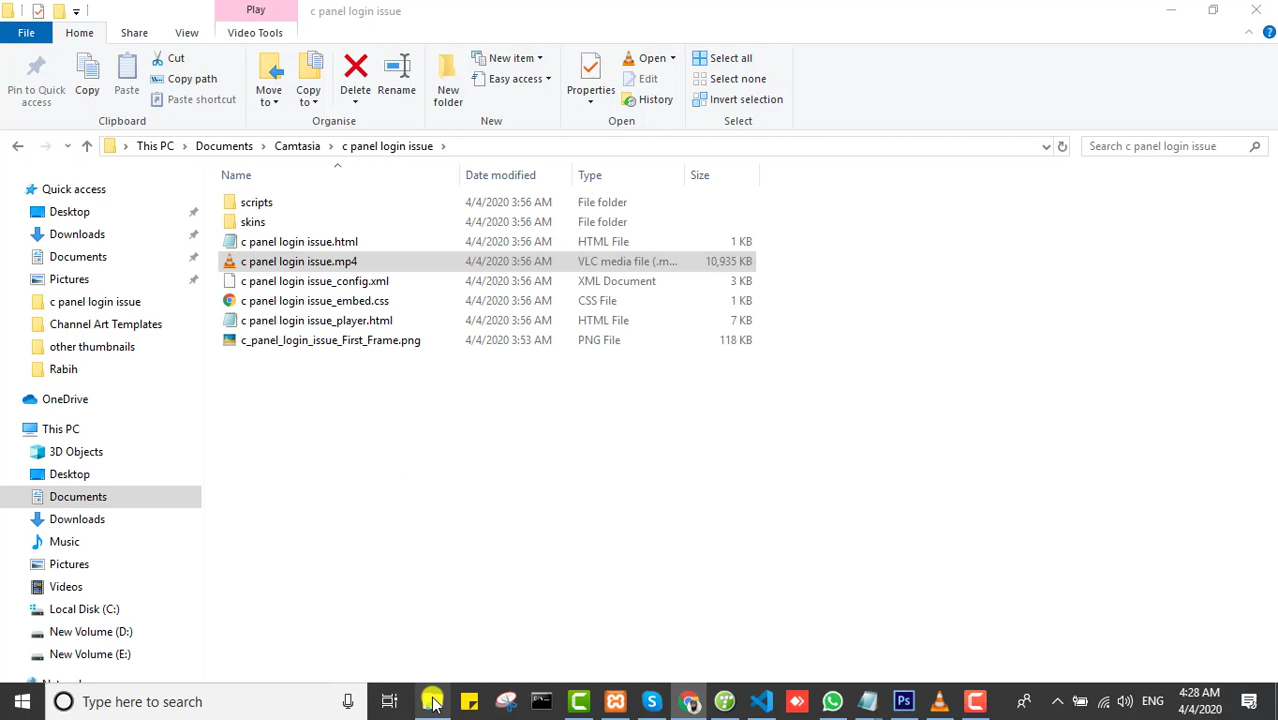 Play
c panel login issue
File
Home
Share
View
Video Tools
Pin to Quick access
Copy
Paste
Cut
Copy path
Paste shortcut
Clipboard
Move to
Copy to
Delete
Rename
Organise
New folder
New item
Easy access
New
Properties
Open
Edit
History
Open
Select all
Select none
Invert selection
Select
This PC
Documents
Camtasia
c panel login issue
Search c panel login issue
Name
Date modified
Type
Size
Quick access
Desktop
Downloads
Documents
Pictures
c panel login issue
Channel Art Templates
other thumbnails
Rabih
OneDrive
This PC
3D Objects
Desktop
Documents
Downloads
Music
Pictures
Videos
Local Disk (C:)
New Volume (D:)
New Volume (E:)
scripts 4/4/2020 3:56 AM File folder
skins 4/4/2020 3:56 AM File folder
c panel login issue.html 4/4/2020 3:56 AM HTML File 1 KB
c panel login issue.mp4 4/4/2020 3:56 AM VLC media file (.m... 10,935 KB
c panel login issue_config.xml 4/4/2020 3:56 AM XML Document 3 KB
c panel login issue_embed.css 4/4/2020 3:56 AM CSS File 1 KB
c panel login issue_player.html 4/4/2020 3:56 AM HTML File 7 KB
c_panel_login_issue_First_Frame.png 4/4/2020 3:53 AM PNG File 118 KB
Type here to search
Ps
ENG
4:28 AM
4/4/2020